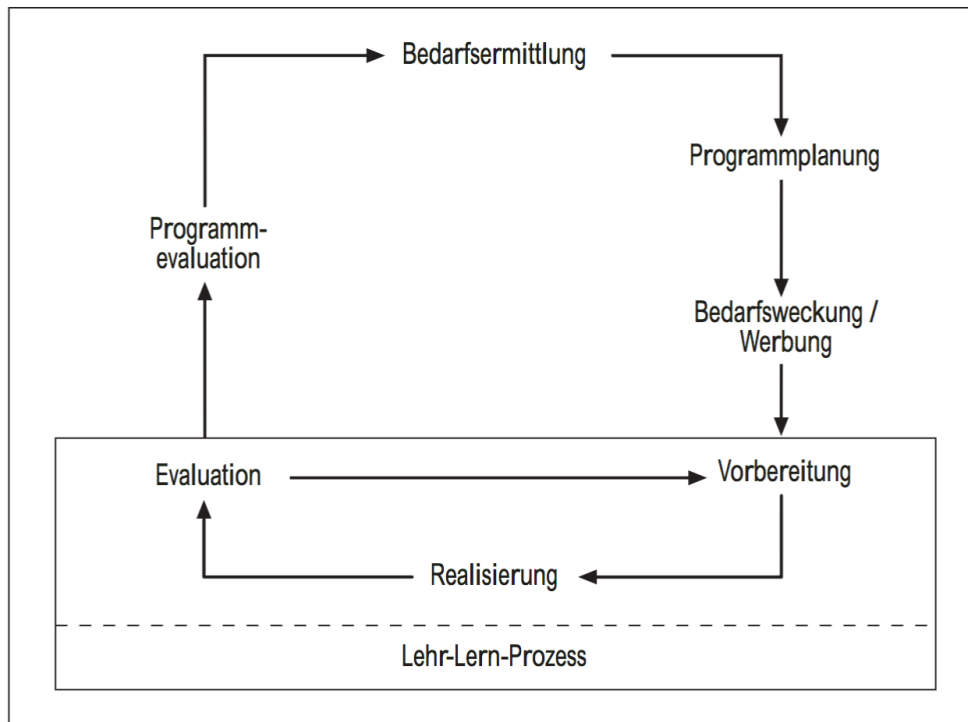 Bedarfsermittlung
Programmplanung
Programm-
evaluation
Bedarfsweckung /
Werbung
Evaluation
Vorbereitung
Realisierung
Lehr-Lern-Prozess